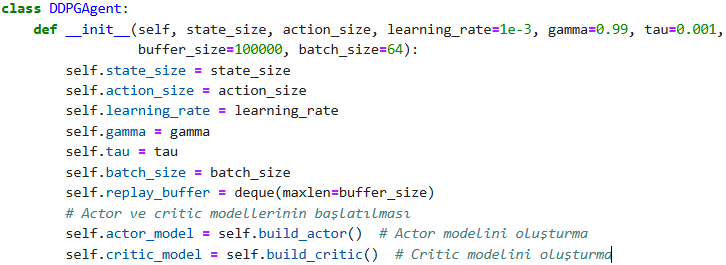 class DDPGAgent:
    def __init__(self, state_size, action_size, learning_rate=1e-3, gamma=0.99, tau=0.001,
                 buffer_size=100000, batch_size=64):
        self.state_size = state_size
        self.action_size = action_size
        self.learning_rate = learning_rate
        self.gamma = gamma
        self.tau = tau
        self.batch_size = batch_size
        self.replay_buffer = deque(maxlen=buffer_size)
        # Actor ve critic modellerinin başlatılması
        self.actor_model = self.build_actor()  # Actor modelini oluşturma
        self.critic_model = self.build_critic()  # Critic modelini oluşturma